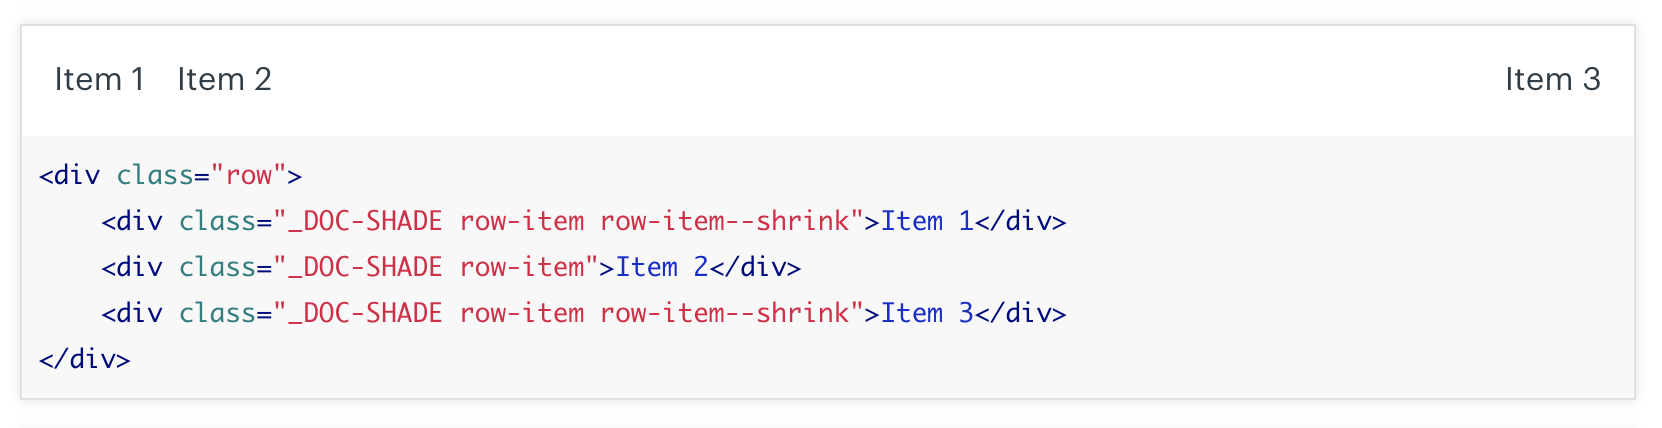 Item 1 Item 2 Item 3
<div class="row">
    <div class="_DOC-SHADE row-item row-item--shrink">Item 1</div>
    <div class="_DOC-SHADE row-item">Item 2</div>
    <div class="_DOC-SHADE row-item row-item--shrink">Item 3</div>
</div>